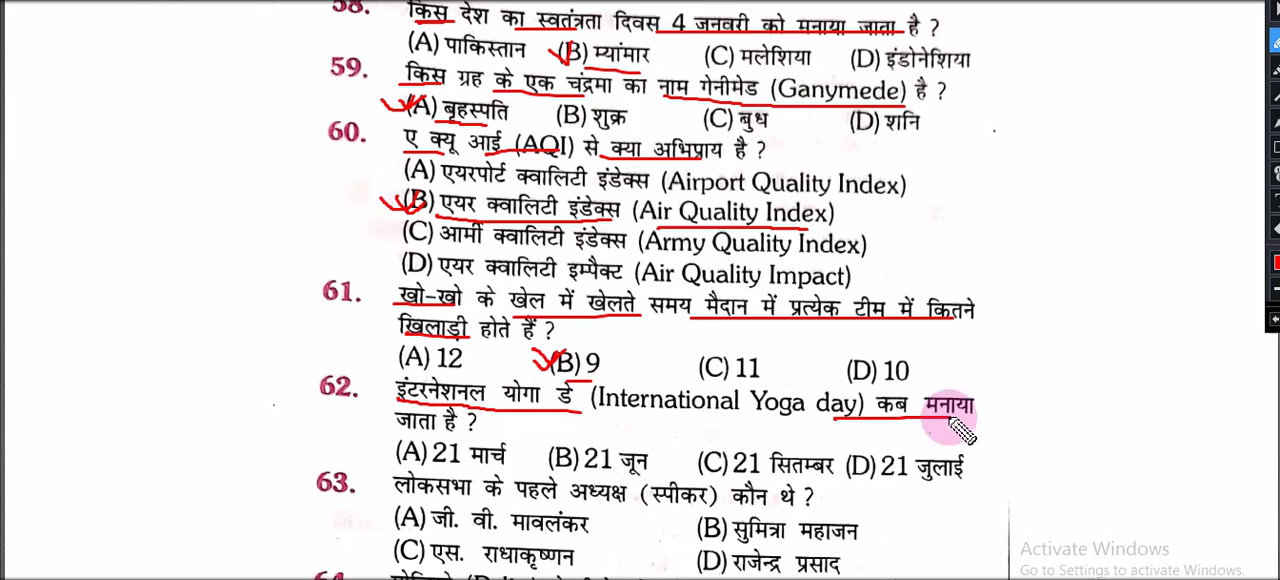 58. किस देश का स्वतंत्रता दिवस 4 जनवरी को मनाया जाता है ?
(A) पाकिस्तान (B) म्यांमार (C) मलेशिया (D) इंडोनेशिया
59. किस ग्रह के एक चंद्रमा का नाम गेनीमेड (Ganymede) है ?
(A) बृहस्पति (B) शुक्र (C) बुध (D) शनि
60. ए क्यू आई (AQI) से क्या अभिप्राय है ?
(A) एयरपोर्ट क्वालिटी इंडेक्स (Airport Quality Index)
(B) एयर क्वालिटी इंडेक्स (Air Quality Index)
(C) आर्मी क्वालिटी इंडेक्स (Army Quality Index)
(D) एयर क्वालिटी इम्पैक्ट (Air Quality Impact)
61. खो-खो के खेल में खेलते समय मैदान में प्रत्येक टीम में कितने
खिलाड़ी होते हैं ?
(A) 12 (B) 9 (C) 11 (D) 10
62. इंटरनेशनल योगा डे (International Yoga day) कब मनाया
जाता है ?
(A) 21 मार्च (B) 21 जून (C) 21 सितम्बर (D) 21 जुलाई
63. लोकसभा के पहले अध्यक्ष (स्पीकर) कौन थे ?
(A) जी. वी. मावलंकर (B) सुमित्रा महाजन
(C) एस. राधाकृष्णन (D) राजेन्द्र प्रसाद
Activate Windows
Go to Settings to activate Windows.